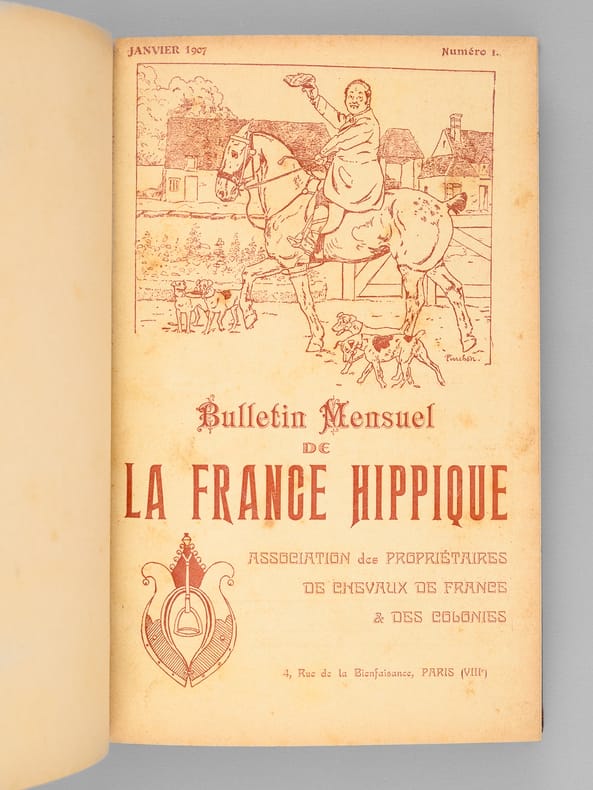 JANVIER 1907
Numéro 1.
Bulletin Mensuel
DE
LA FRANCE HIPPIQUE
ASSOCIATION des PROPRIÉTAIRES
DE CHEVAUX DE FRANCE
& DES COLONIES
4, Rue de la Bienfaisance, PARIS (VIIIe)